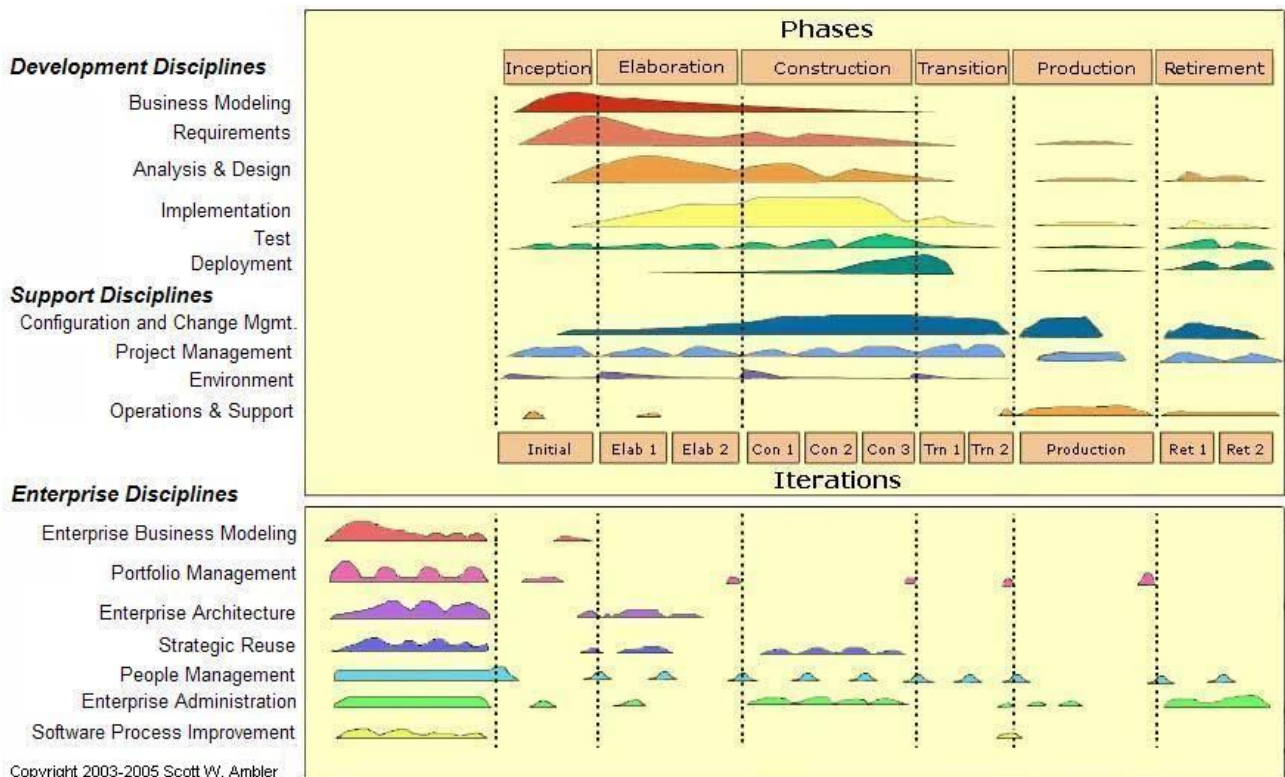 Phases
Development Disciplines
Inception Elaboration Construction Transition Production Retirement
Business Modeling
Requirements
Analysis & Design
Implementation
Test
Deployment
Support Disciplines
Configuration and Change Mgmt.
Project Management
Environment
Operations & Support
Initial Elab 1 Elab 2 Con 1 Con 2 Con 3 Trn 1 Trn 2 Production Ret 1 Ret 2
Iterations
Enterprise Disciplines
Enterprise Business Modeling
Portfolio Management
Enterprise Architecture
Strategic Reuse
People Management
Enterprise Administration
Software Process Improvement
Copyright 2003-2005 Scott W. Ambler